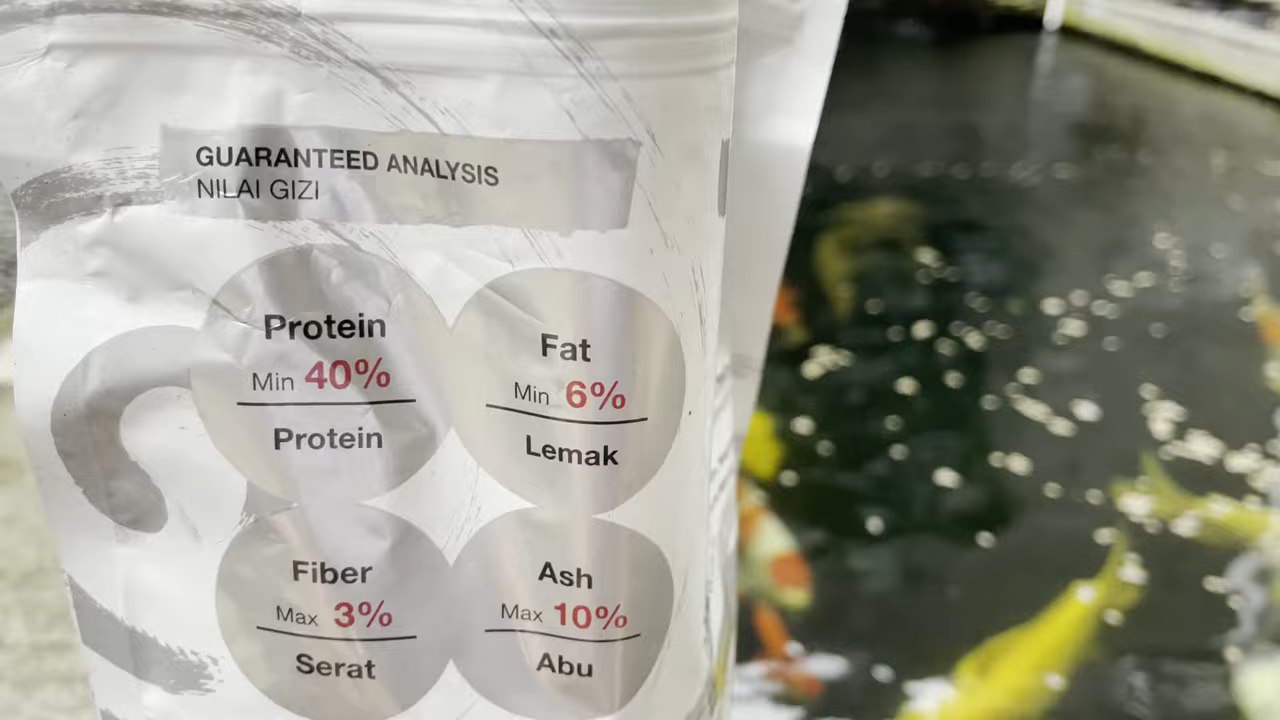 GUARANTEED ANALYSIS
NILAI GIZI
Protein
Min 40%
Protein
Fat
Min 6%
Lemak
Fiber
Max 3%
Serat
Ash
Max 10%
Abu